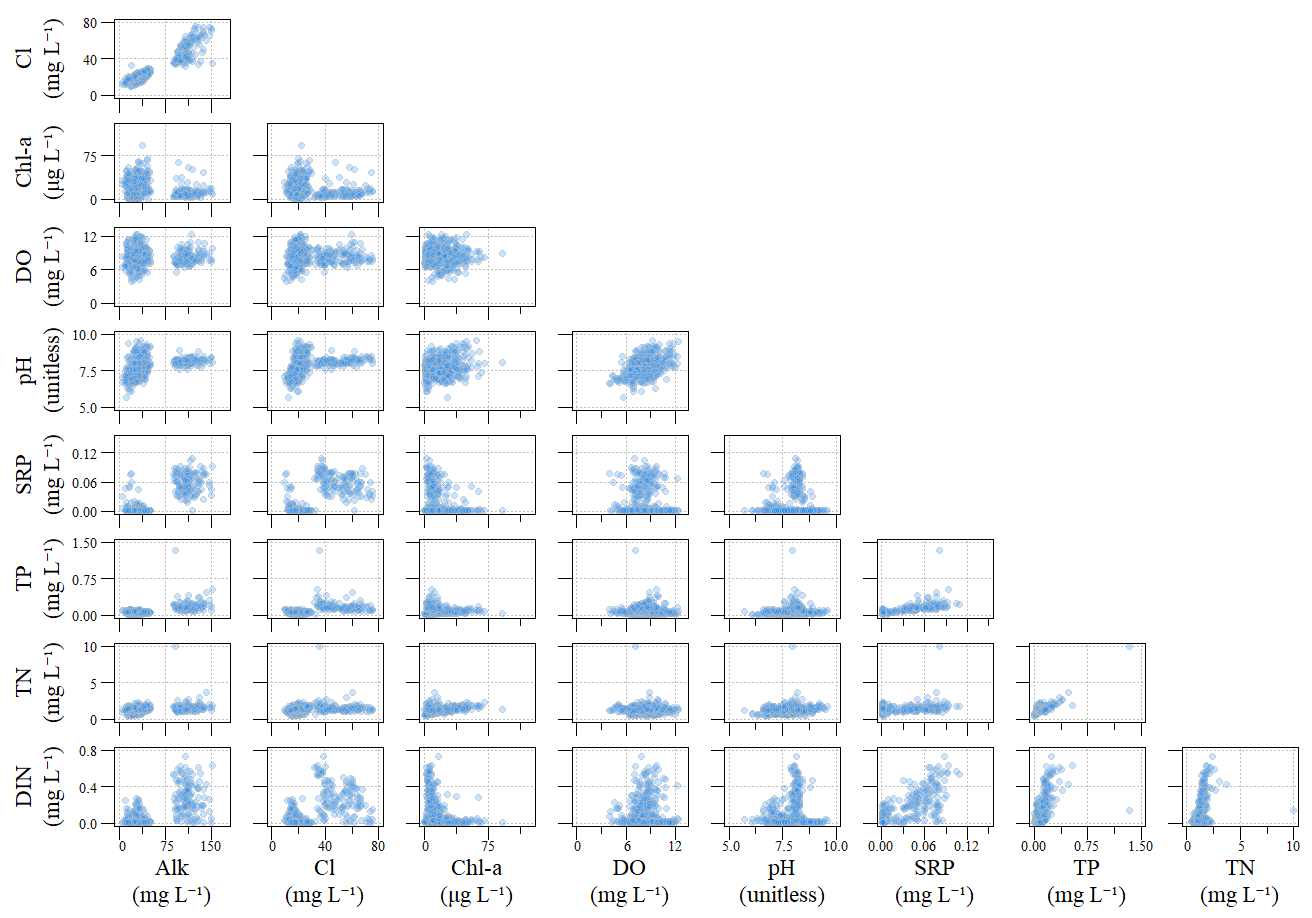 Cl
(mg L⁻¹)
80
40
0
Chl-a
(µg L⁻¹)
75
0
DO
(mg L⁻¹)
12
6
0
pH
(unitless)
10.0
7.5
5.0
SRP
(mg L⁻¹)
0.12
0.06
0.00
TP
(mg L⁻¹)
1.50
0.75
0.00
TN
(mg L⁻¹)
10
5
0
DIN
(mg L⁻¹)
0.8
0.4
0.0
0 75 150 0 40 80 0 75 0 6 12 5.0 7.5 10.0 0.00 0.06 0.12 0.00 0.75 1.50 0 5 10
Alk Cl Chl-a DO pH SRP TP TN
(mg L⁻¹) (mg L⁻¹) (µg L⁻¹) (mg L⁻¹) (unitless) (mg L⁻¹) (mg L⁻¹) (mg L⁻¹)